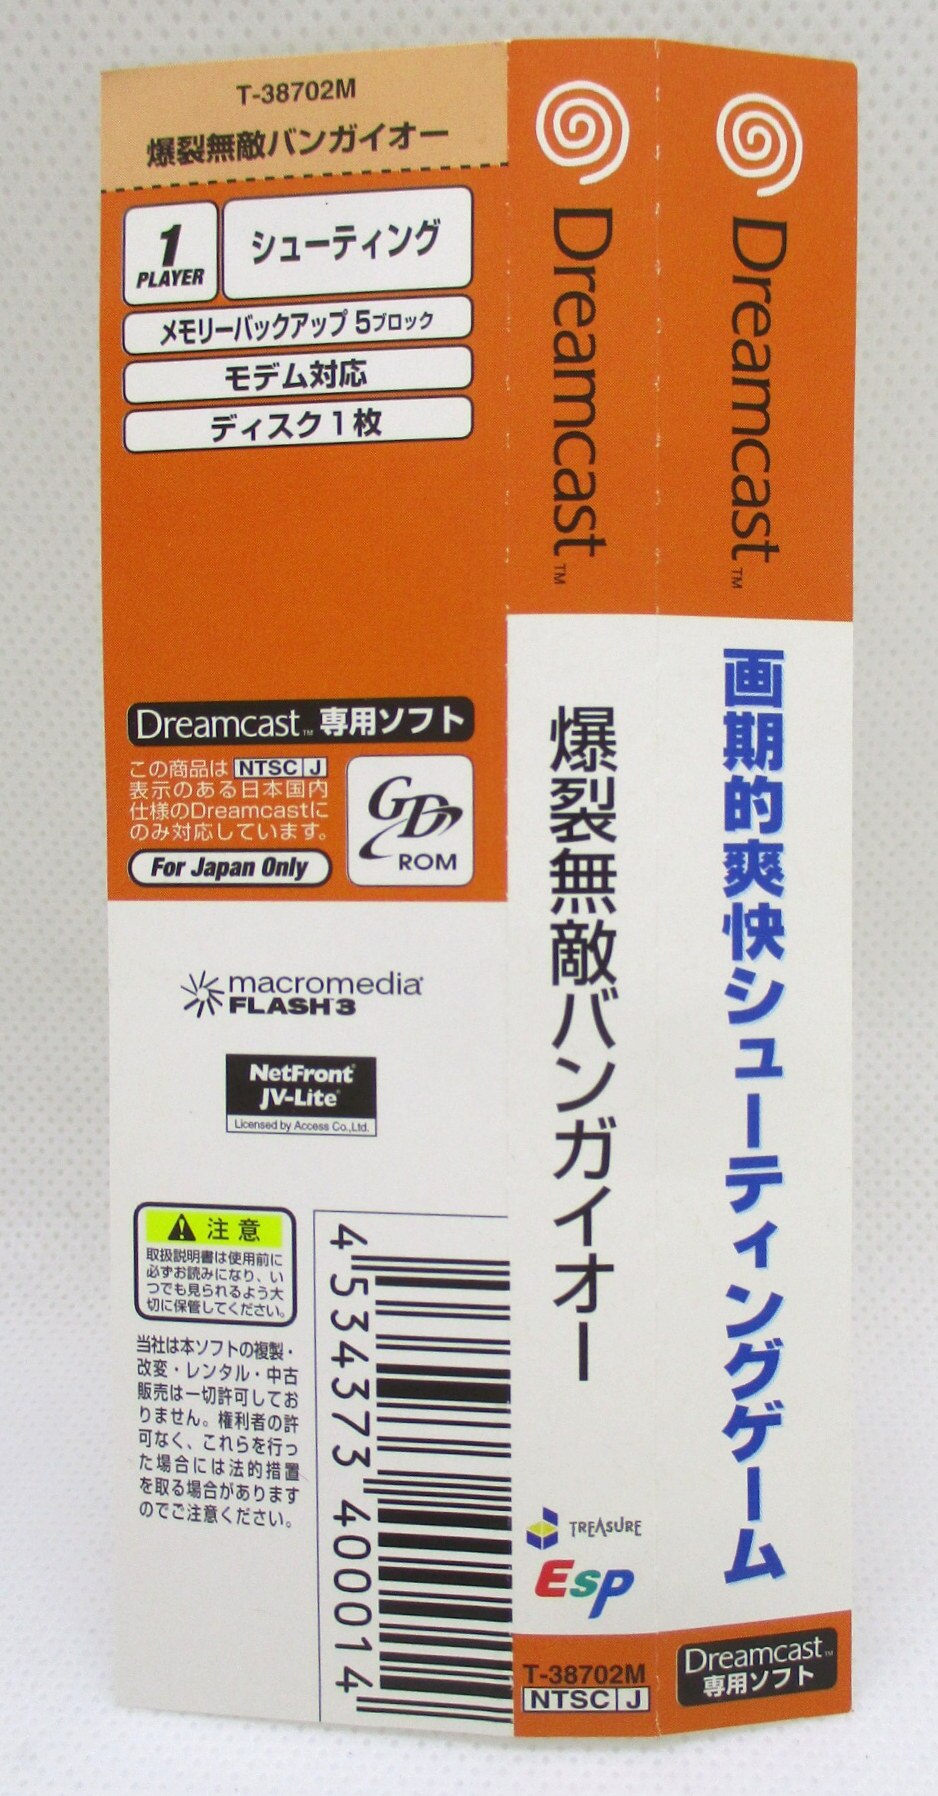 T-38702M
爆裂無敵バンガイオー
1
PLAYER
シューティング
メモリーバックアップ 5ブロック
モデム対応
ディスク1枚
Dreamcast™ 専用ソフト
この商品は NTSC J
表示のある日本国内
仕様のDreamcastに
のみ対応しています。
For Japan Only
GD
ROM
macromedia®
FLASH™3
NetFront®
JV-Lite®
Licensed by Access Co.,Ltd.
注意
取扱説明書は使用前に
必ずお読みになり、い
つでも見られるよう大
切に保管してください。
当社は本ソフトの複製・
改変・レンタル・中古
販売は一切許可してお
りません。権利者の許
可なく、これらを行っ
た場合には法的措置
を取る場合があります
のでご注意ください。
4 534373 400014
Dreamcast™
爆裂無敵バンガイオー
TREASURE
ESP
T-38702M
NTSC J
Dreamcast™
画期的爽快シューティングゲーム
Dreamcast™
専用ソフト